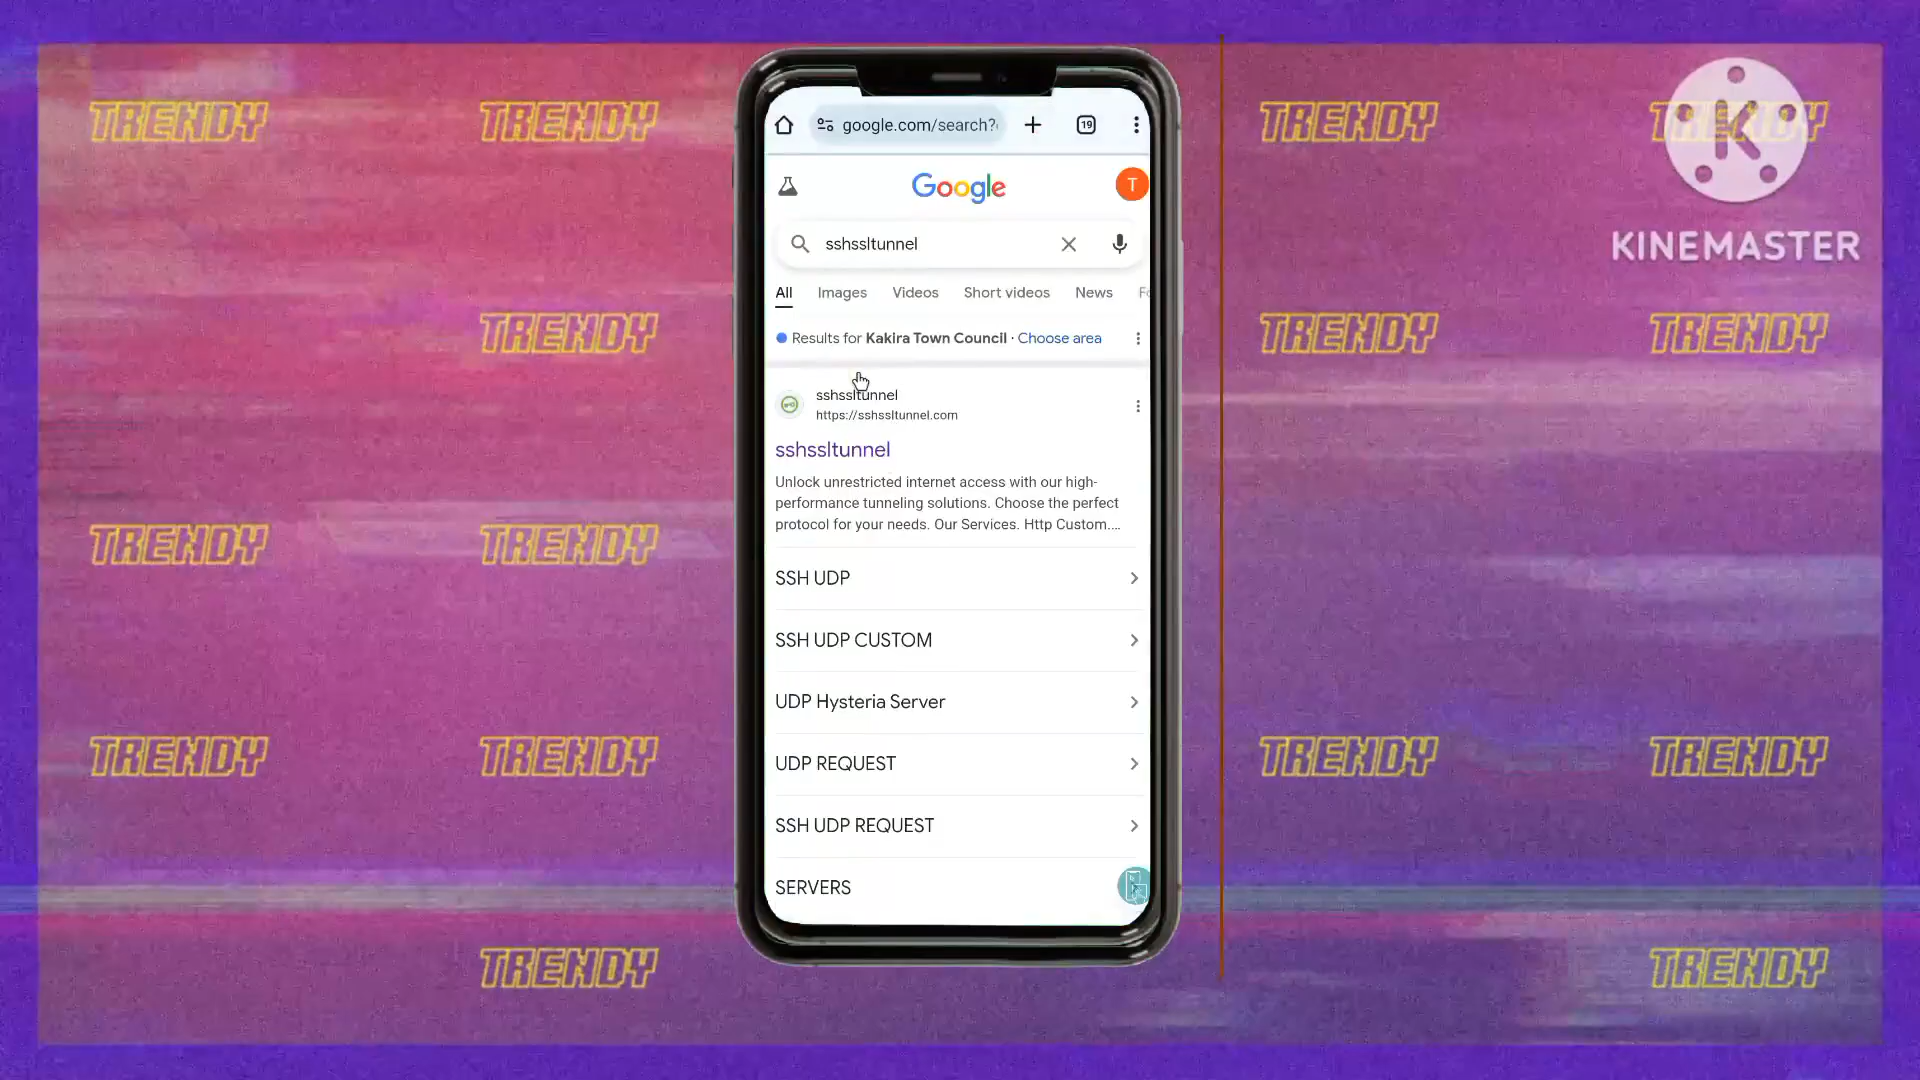 TRENDY TRENDY TRENDY TRENDY
K
KINEMASTER
TRENDY TRENDY TRENDY
TRENDY TRENDY
TRENDY TRENDY TRENDY TRENDY
TRENDY TRENDY
google.com/search?
19
Google
T
sshssltunnel
All Images Videos Short videos News
Results for Kakira Town Council · Choose area
sshssltunnel
https://sshssltunnel.com
sshssltunnel
Unlock unrestricted internet access with our high-
performance tunneling solutions. Choose the perfect
protocol for your needs. Our Services. Http Custom....
SSH UDP
SSH UDP CUSTOM
UDP Hysteria Server
UDP REQUEST
SSH UDP REQUEST
SERVERS